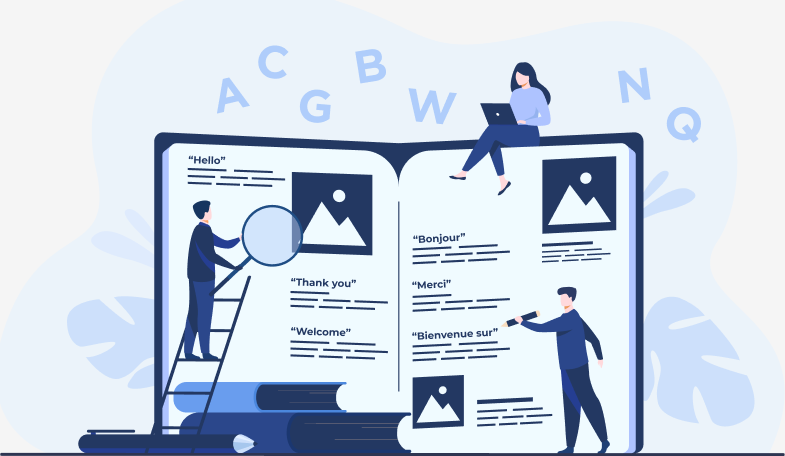 A C G B W N Q
“Hello”
“Thank you”
“Welcome”
“Bonjour”
“Merci”
“Bienvenue sur”